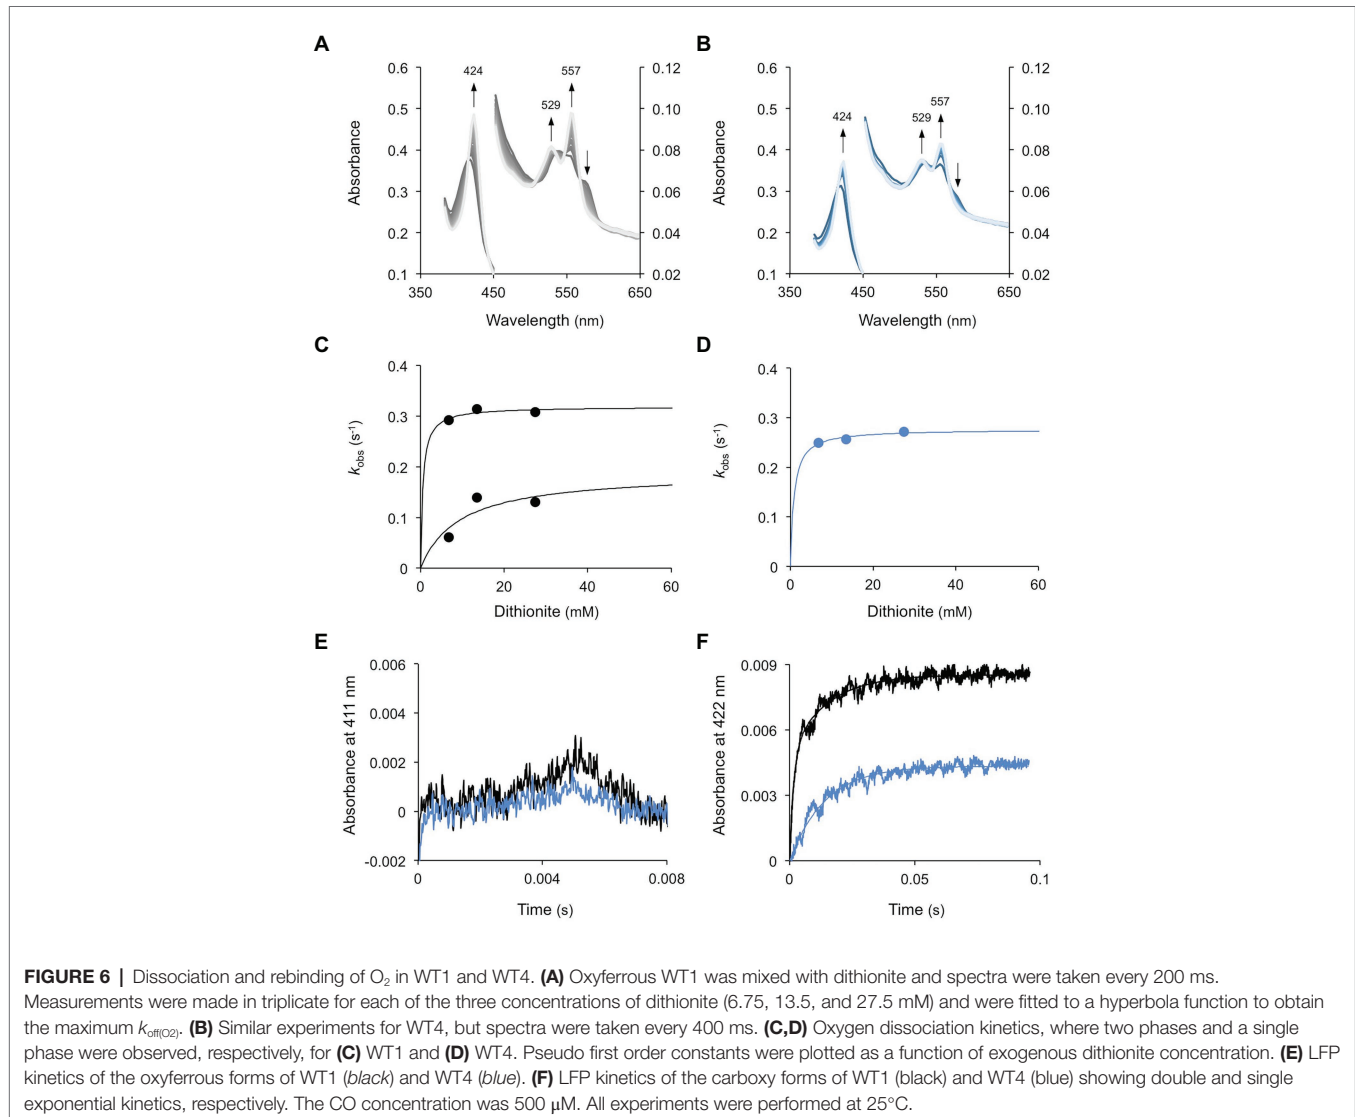 A
B
0.6
0.5
0.4
0.3
0.2
0.1
Absorbance
424
529
557
0.12
0.10
0.08
0.06
0.04
0.02
350
450
550
650
Wavelength (nm)
0.6
0.5
0.4
0.3
0.2
0.1
Absorbance
424
529
557
0.12
0.10
0.08
0.06
0.04
0.02
350
450
550
650
Wavelength (nm)
C
D
0.4
0.3
0.2
0.1
0
kobs (s-1)
0
20
40
60
Dithionite (mM)
0.4
0.3
0.2
0.1
0
kobs (s-1)
0
20
40
60
Dithionite (mM)
E
F
0.006
0.004
0.002
0
-0.002
Absorbance at 411 nm
0
0.004
0.008
Time (s)
0.009
0.006
0.003
0
Absorbance at 422 nm
0
0.05
0.1
Time (s)
FIGURE 6 | Dissociation and rebinding of O2 in WT1 and WT4. (A) Oxyferrous WT1 was mixed with dithionite and spectra were taken every 200 ms.
Measurements were made in triplicate for each of the three concentrations of dithionite (6.75, 13.5, and 27.5 mM) and were fitted to a hyperbola function to obtain
the maximum koff(O2). (B) Similar experiments for WT4, but spectra were taken every 400 ms. (C,D) Oxygen dissociation kinetics, where two phases and a single
phase were observed, respectively, for (C) WT1 and (D) WT4. Pseudo first order constants were plotted as a function of exogenous dithionite concentration. (E) LFP
kinetics of the oxyferrous forms of WT1 (black) and WT4 (blue). (F) LFP kinetics of the carboxy forms of WT1 (black) and WT4 (blue) showing double and single
exponential kinetics, respectively. The CO concentration was 500 μM. All experiments were performed at 25°C.